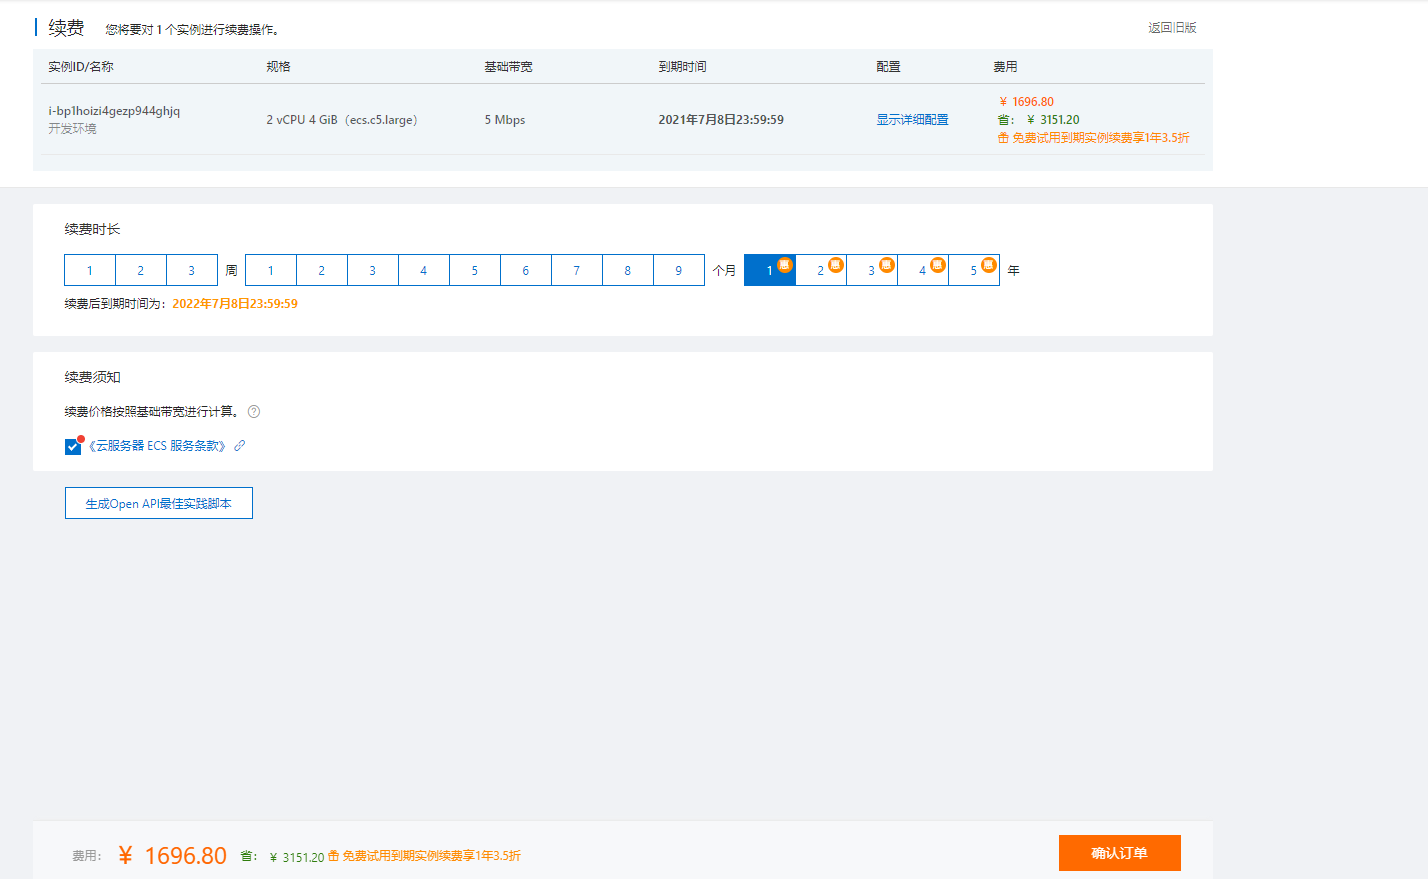 续费 您将要对 1 个实例进行续费操作。 返回旧版
实例ID/名称 规格 基础带宽 到期时间 配置 费用
i-bp1hoizi4gezp944ghjq
开发环境
2 vCPU 4 GiB（ecs.c5.large） 5 Mbps 2021年7月8日23:59:59 显示详细配置
¥ 1696.80
省： ¥ 3151.20
免费试用到期实例续费享1年3.5折
续费时长
1 2 3 周 1 2 3 4 5 6 7 8 9 个月 1 惠 2 惠 3 惠 4 惠 5 惠 年
续费后到期时间为：2022年7月8日23:59:59
续费须知
续费价格按照基础带宽进行计算。 ?
《云服务器 ECS 服务条款》
生成Open API最佳实践脚本
费用： ¥ 1696.80 省： ¥ 3151.20 免费试用到期实例续费享1年3.5折 确认订单